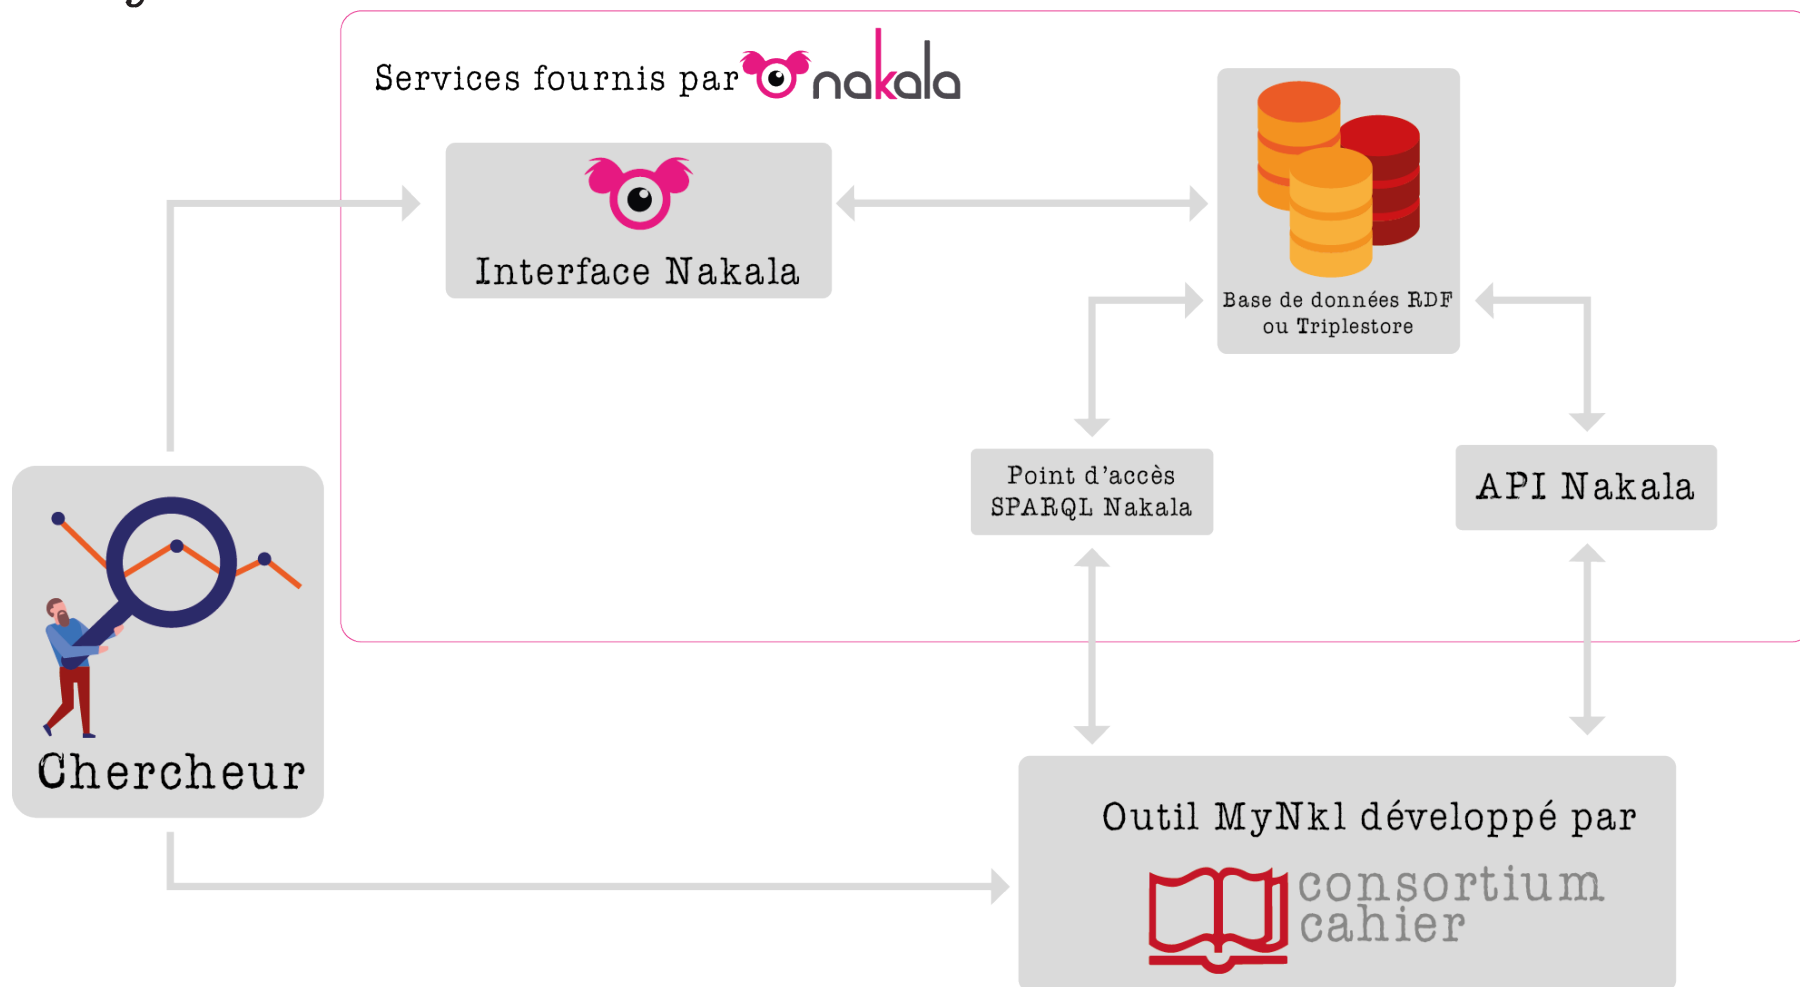 Services fournis par nakala
Interface Nakala
Base de données RDF
ou Triplestore
Point d'accès
SPARQL Nakala
API Nakala
Chercheur
Outil MyNkl développé par
consortium
cahier